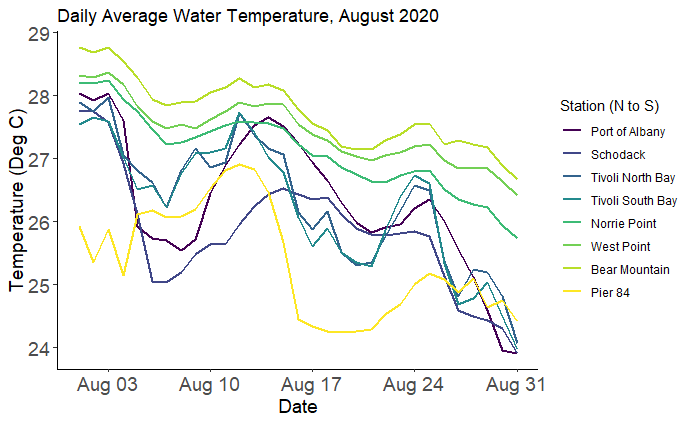 Daily Average Water Temperature, August 2020
Temperature (Deg C)
29
28
27
26
25
24
Aug 03 Aug 10 Aug 17 Aug 24 Aug 31
Date
Station (N to S)
Port of Albany
Schodack
Tivoli North Bay
Tivoli South Bay
Norrie Point
West Point
Bear Mountain
Pier 84